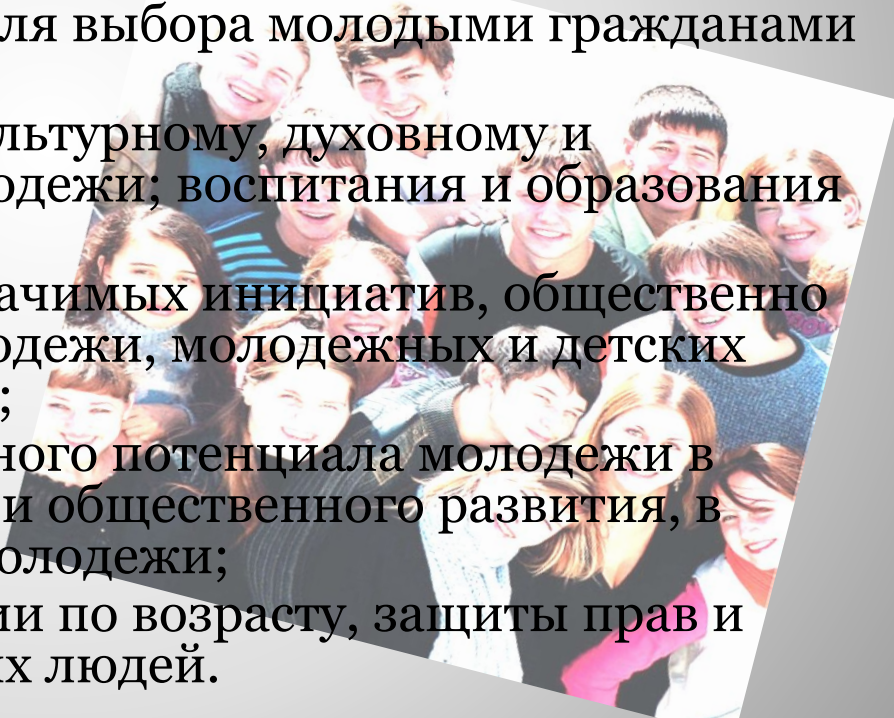 ля выбора молодыми гражданами
льтурному, духовному и
одежи; воспитания и образования
ачимых инициатив, общественно
одежи, молодежных и детских
;
ного потенциала молодежи в
и общественного развития, в
олодежи;
ии по возрасту, защиты прав и
х людей.